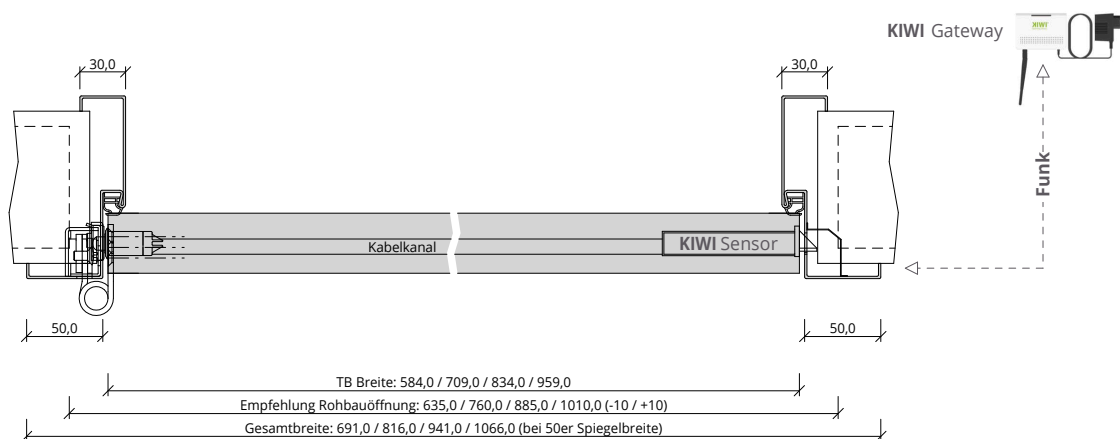 KIWI Gateway
KIWI
30,0
30,0
Funk
Kabelkanal
KIWI Sensor
50,0
50,0
TB Breite: 584,0 / 709,0 / 834,0 / 959,0
Empfehlung Rohbauöffnung: 635,0 / 760,0 / 885,0 / 1010,0 (-10 / +10)
Gesamtbreite: 691,0 / 816,0 / 941,0 / 1066,0 (bei 50er Spiegelbreite)